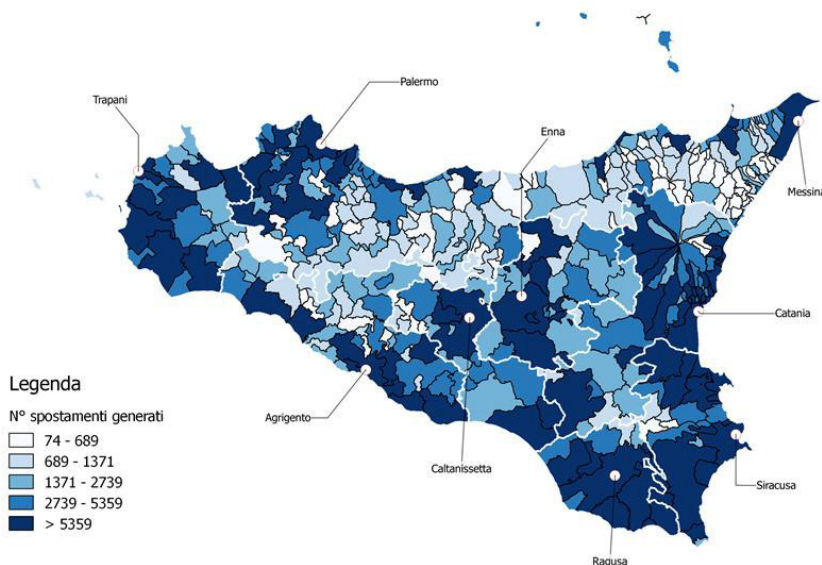 Palermo
Trapani
Enna
Messina
Catania
Legenda
N° spostamenti generati
74 - 689
689 - 1371
1371 - 2739
2739 - 5359
> 5359
Agrigento
Caltanissetta
Siracusa
Ragusa